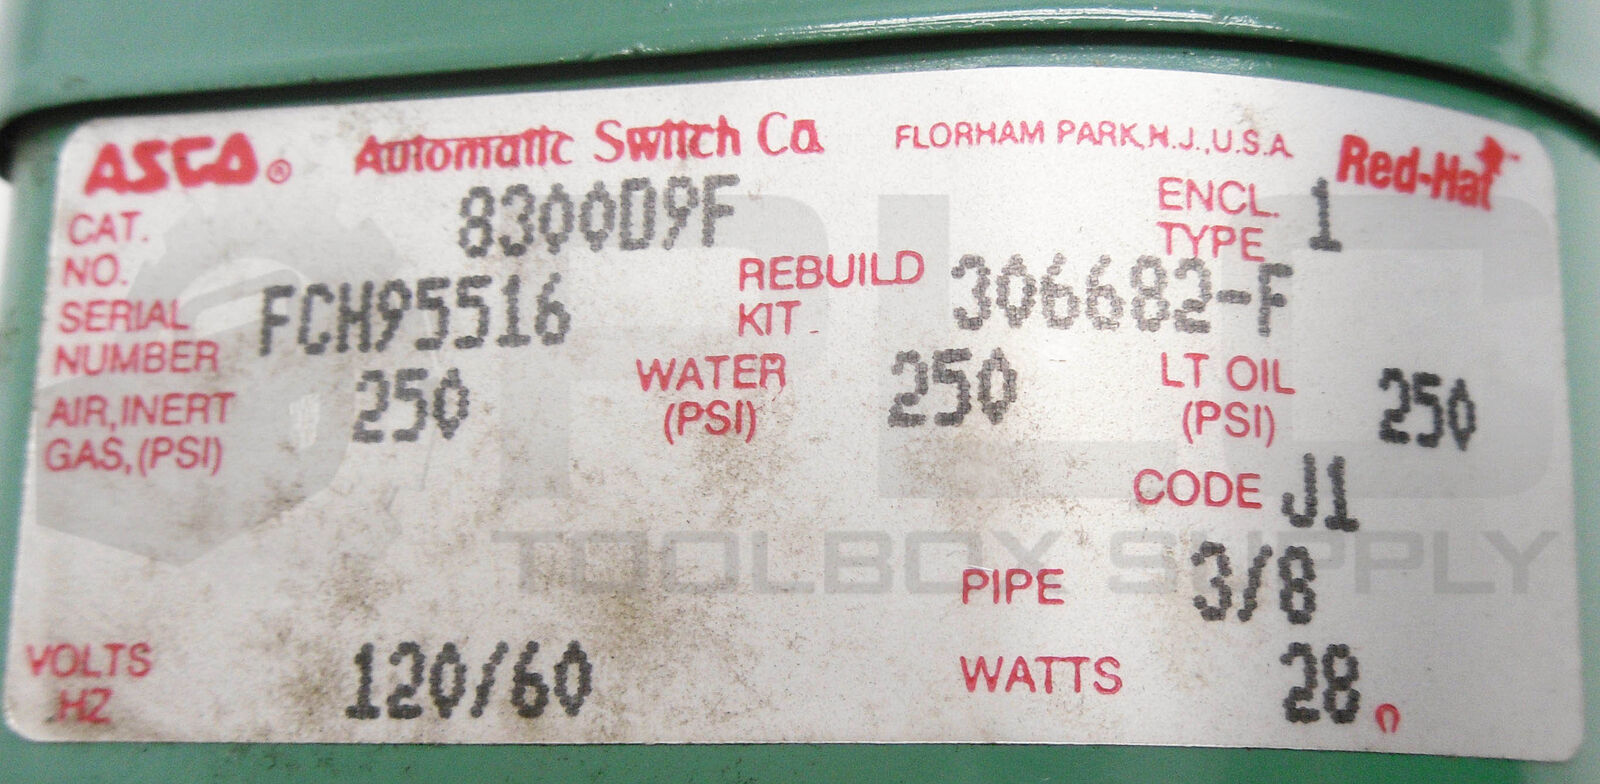 ASCO® Automatic Switch Co. FLORHAM PARK, N.J., U.S.A. Red-Hat
CAT. NO. 8300D9F ENCL. TYPE 1
SERIAL NUMBER FCH95516 REBUILD KIT 306682-F
AIR, INERT GAS, (PSI) 250 WATER (PSI) 250 LT OIL (PSI) 250
CODE J1
TOOLBOX SUPPLY
PIPE 3/8
VOLTS HZ 120/60 WATTS 28